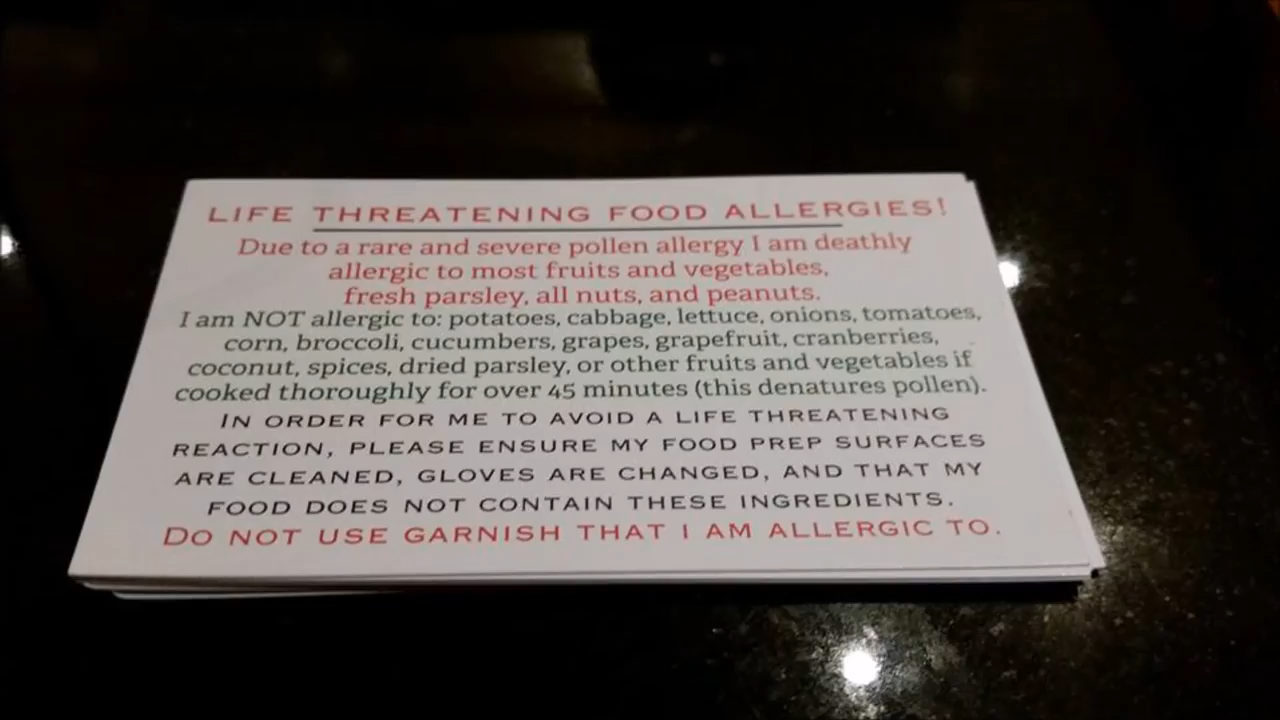 LIFE THREATENING FOOD ALLERGIES!
Due to a rare and severe pollen allergy I am deathly
allergic to most fruits and vegetables,
fresh parsley, all nuts, and peanuts.
I am NOT allergic to: potatoes, cabbage, lettuce, onions, tomatoes,
corn, broccoli, cucumbers, grapes, grapefruit, cranberries,
coconut, spices, dried parsley, or other fruits and vegetables if
cooked thoroughly for over 45 minutes (this denatures pollen).
IN ORDER FOR ME TO AVOID A LIFE THREATENING
REACTION, PLEASE ENSURE MY FOOD PREP SURFACES
ARE CLEANED, GLOVES ARE CHANGED, AND THAT MY
FOOD DOES NOT CONTAIN THESE INGREDIENTS.
DO NOT USE GARNISH THAT I AM ALLERGIC TO.